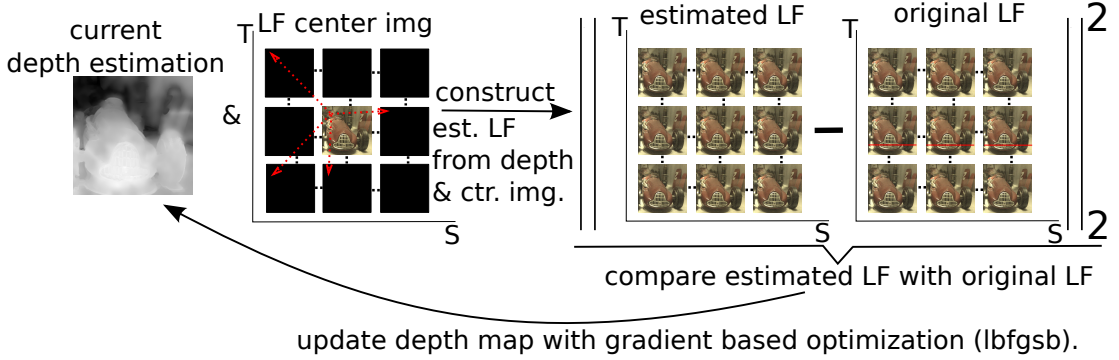 current
depth estimation
&
LF center img
T
S
construct
est. LF
from depth
& ctr. img.
estimated LF
T
S
original LF
T
S
2
2
compare estimated LF with original LF
update depth map with gradient based optimization (lbfgsb).